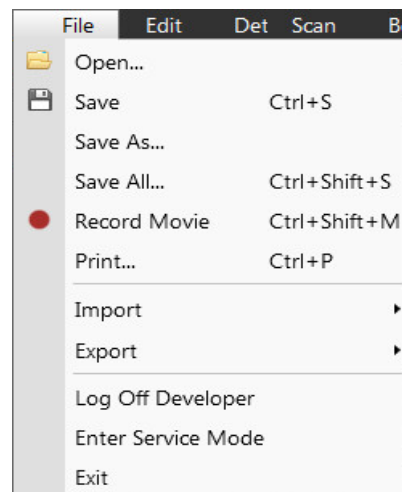 File Edit Det Scan B
Open...
Save Ctrl+S
Save As...
Save All... Ctrl+Shift+S
Record Movie Ctrl+Shift+M
Print... Ctrl+P
Import
Export
Log Off Developer
Enter Service Mode
Exit